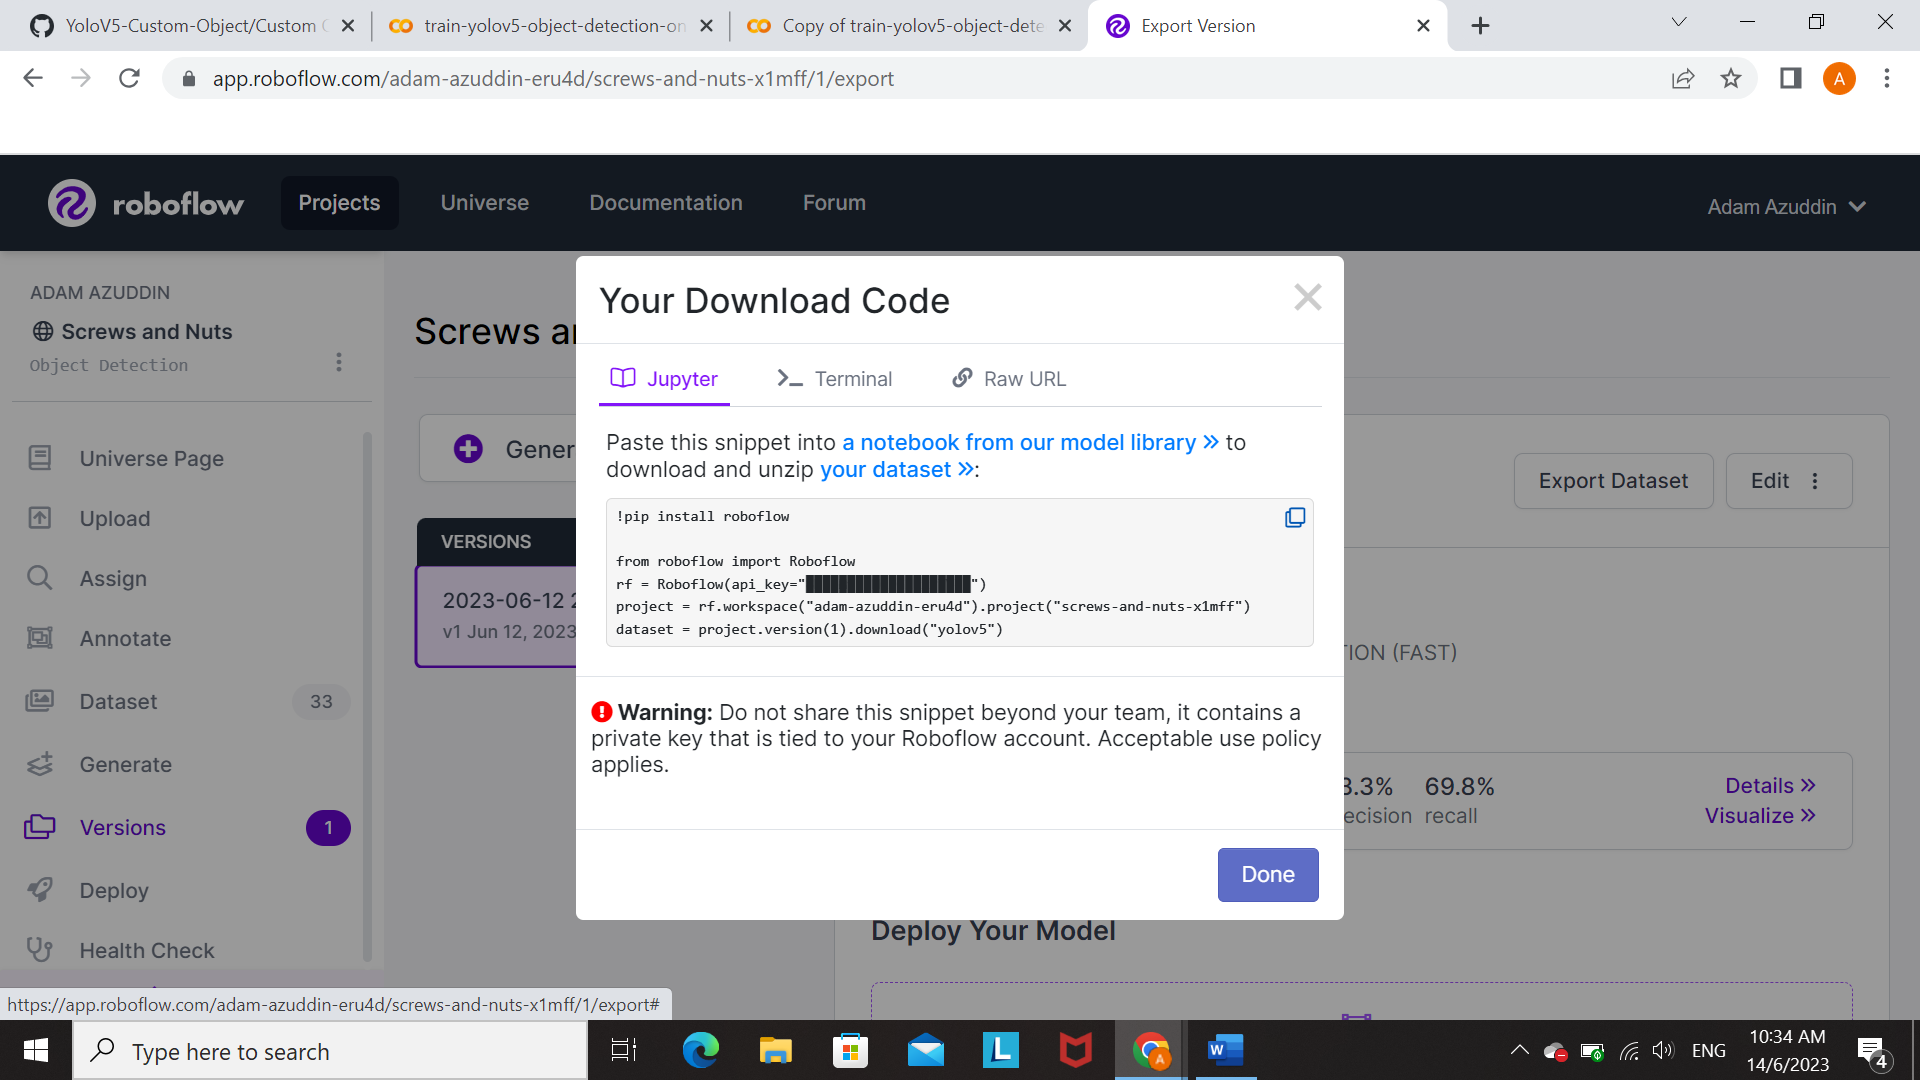 YoloV5-Custom-Object/Custom
train-yolov5-object-detection-on
Copy of train-yolov5-object-dete
Export Version
app.roboflow.com/adam-azuddin-eru4d/screws-and-nuts-x1mff/1/export
A
roboflow
Projects
Universe
Documentation
Forum
Adam Azuddin
ADAM AZUDDIN
Screws and Nuts
Object Detection
Universe Page
Upload
Assign
Annotate
Dataset 33
Generate
Versions 1
Deploy
Health Check
Screws a
Gener
VERSIONS
2023-06-12 2
v1 Jun 12, 2023
Your Download Code
Jupyter
Terminal
Raw URL
Paste this snippet into a notebook from our model library » to
download and unzip your dataset »:
!pip install roboflow
from roboflow import Roboflow
rf = Roboflow(api_key="████████████████████")
project = rf.workspace("adam-azuddin-eru4d").project("screws-and-nuts-x1mff")
dataset = project.version(1).download("yolov5")
Warning: Do not share this snippet beyond your team, it contains a
private key that is tied to your Roboflow account. Acceptable use policy
applies.
Done
Export Dataset
Edit
TION (FAST)
3.3% 69.8%
ecision recall
Details »
Visualize »
Deploy Your Model
https://app.roboflow.com/adam-azuddin-eru4d/screws-and-nuts-x1mff/1/export#
Type here to search
L
A
W
ENG
10:34 AM
14/6/2023
4